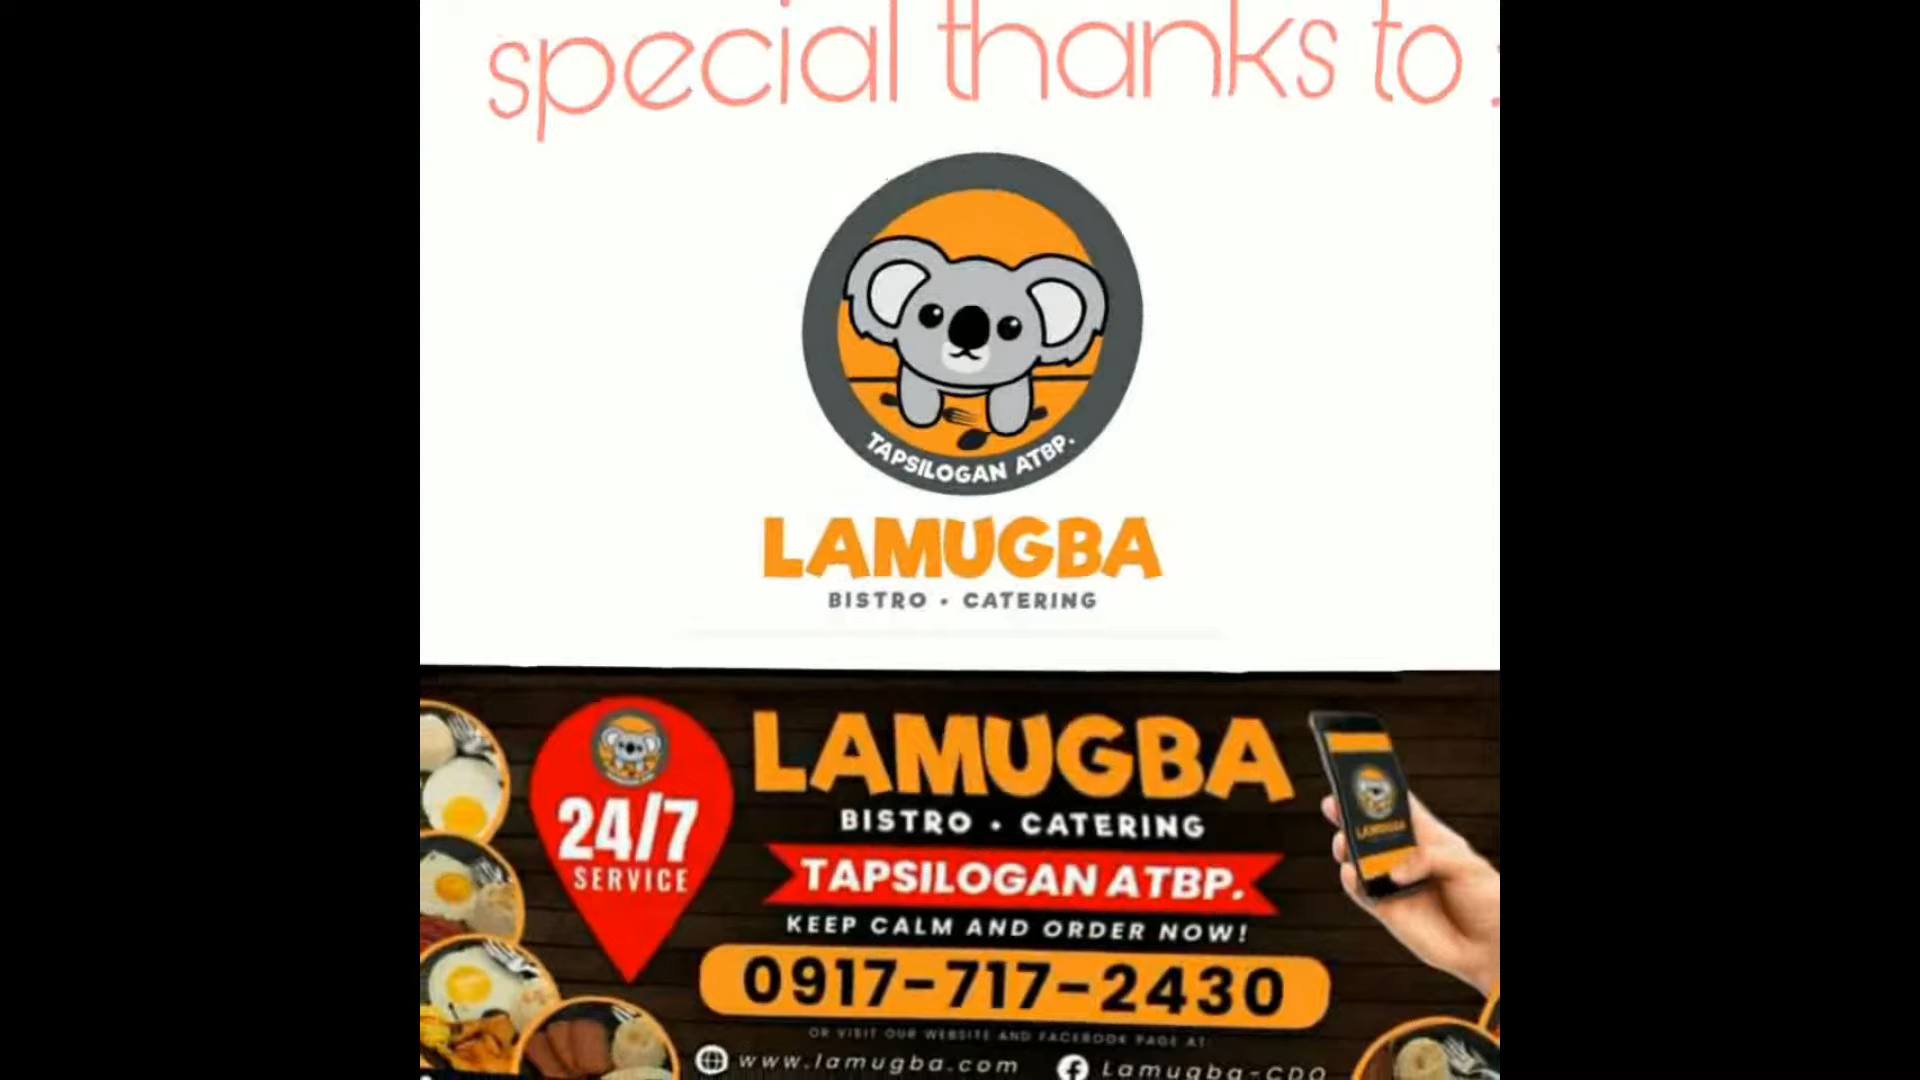 special thanks to :
TAPSILOGAN ATBP.
LAMUGBA
BISTRO • CATERING
24/7
SERVICE
LAMUGBA
BISTRO • CATERING
TAPSILOGAN ATBP.
KEEP CALM AND ORDER NOW!
0917-717-2430
OR VISIT OUR WEBSITE AND FACEBOOK PAGE AT:
www.lamugba.com
Lamugba-CDO
LAMUGBA